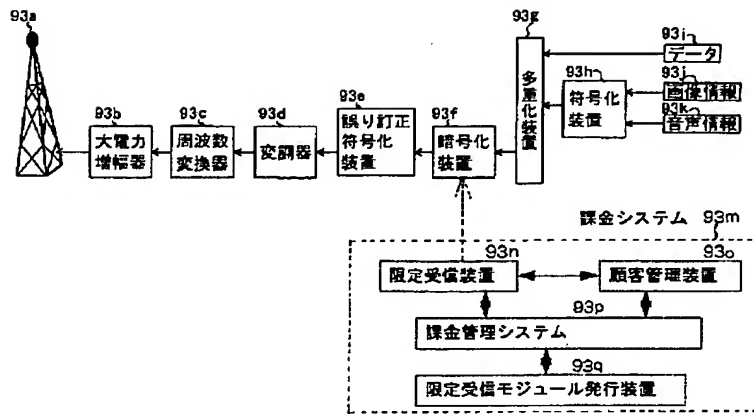 93a
93b
大電力
増幅器
93c
周波数
変換器
93d
変調器
93e
誤り訂正
符号化
装置
93f
暗号化
装置
93g
多重化装置
93h
符号化
装置
93i
データ
93j
画像情報
93k
音声情報
課金システム 93m
93n
限定受信装置
93o
顧客管理装置
93p
課金管理システム
93q
限定受信モジュール発行装置